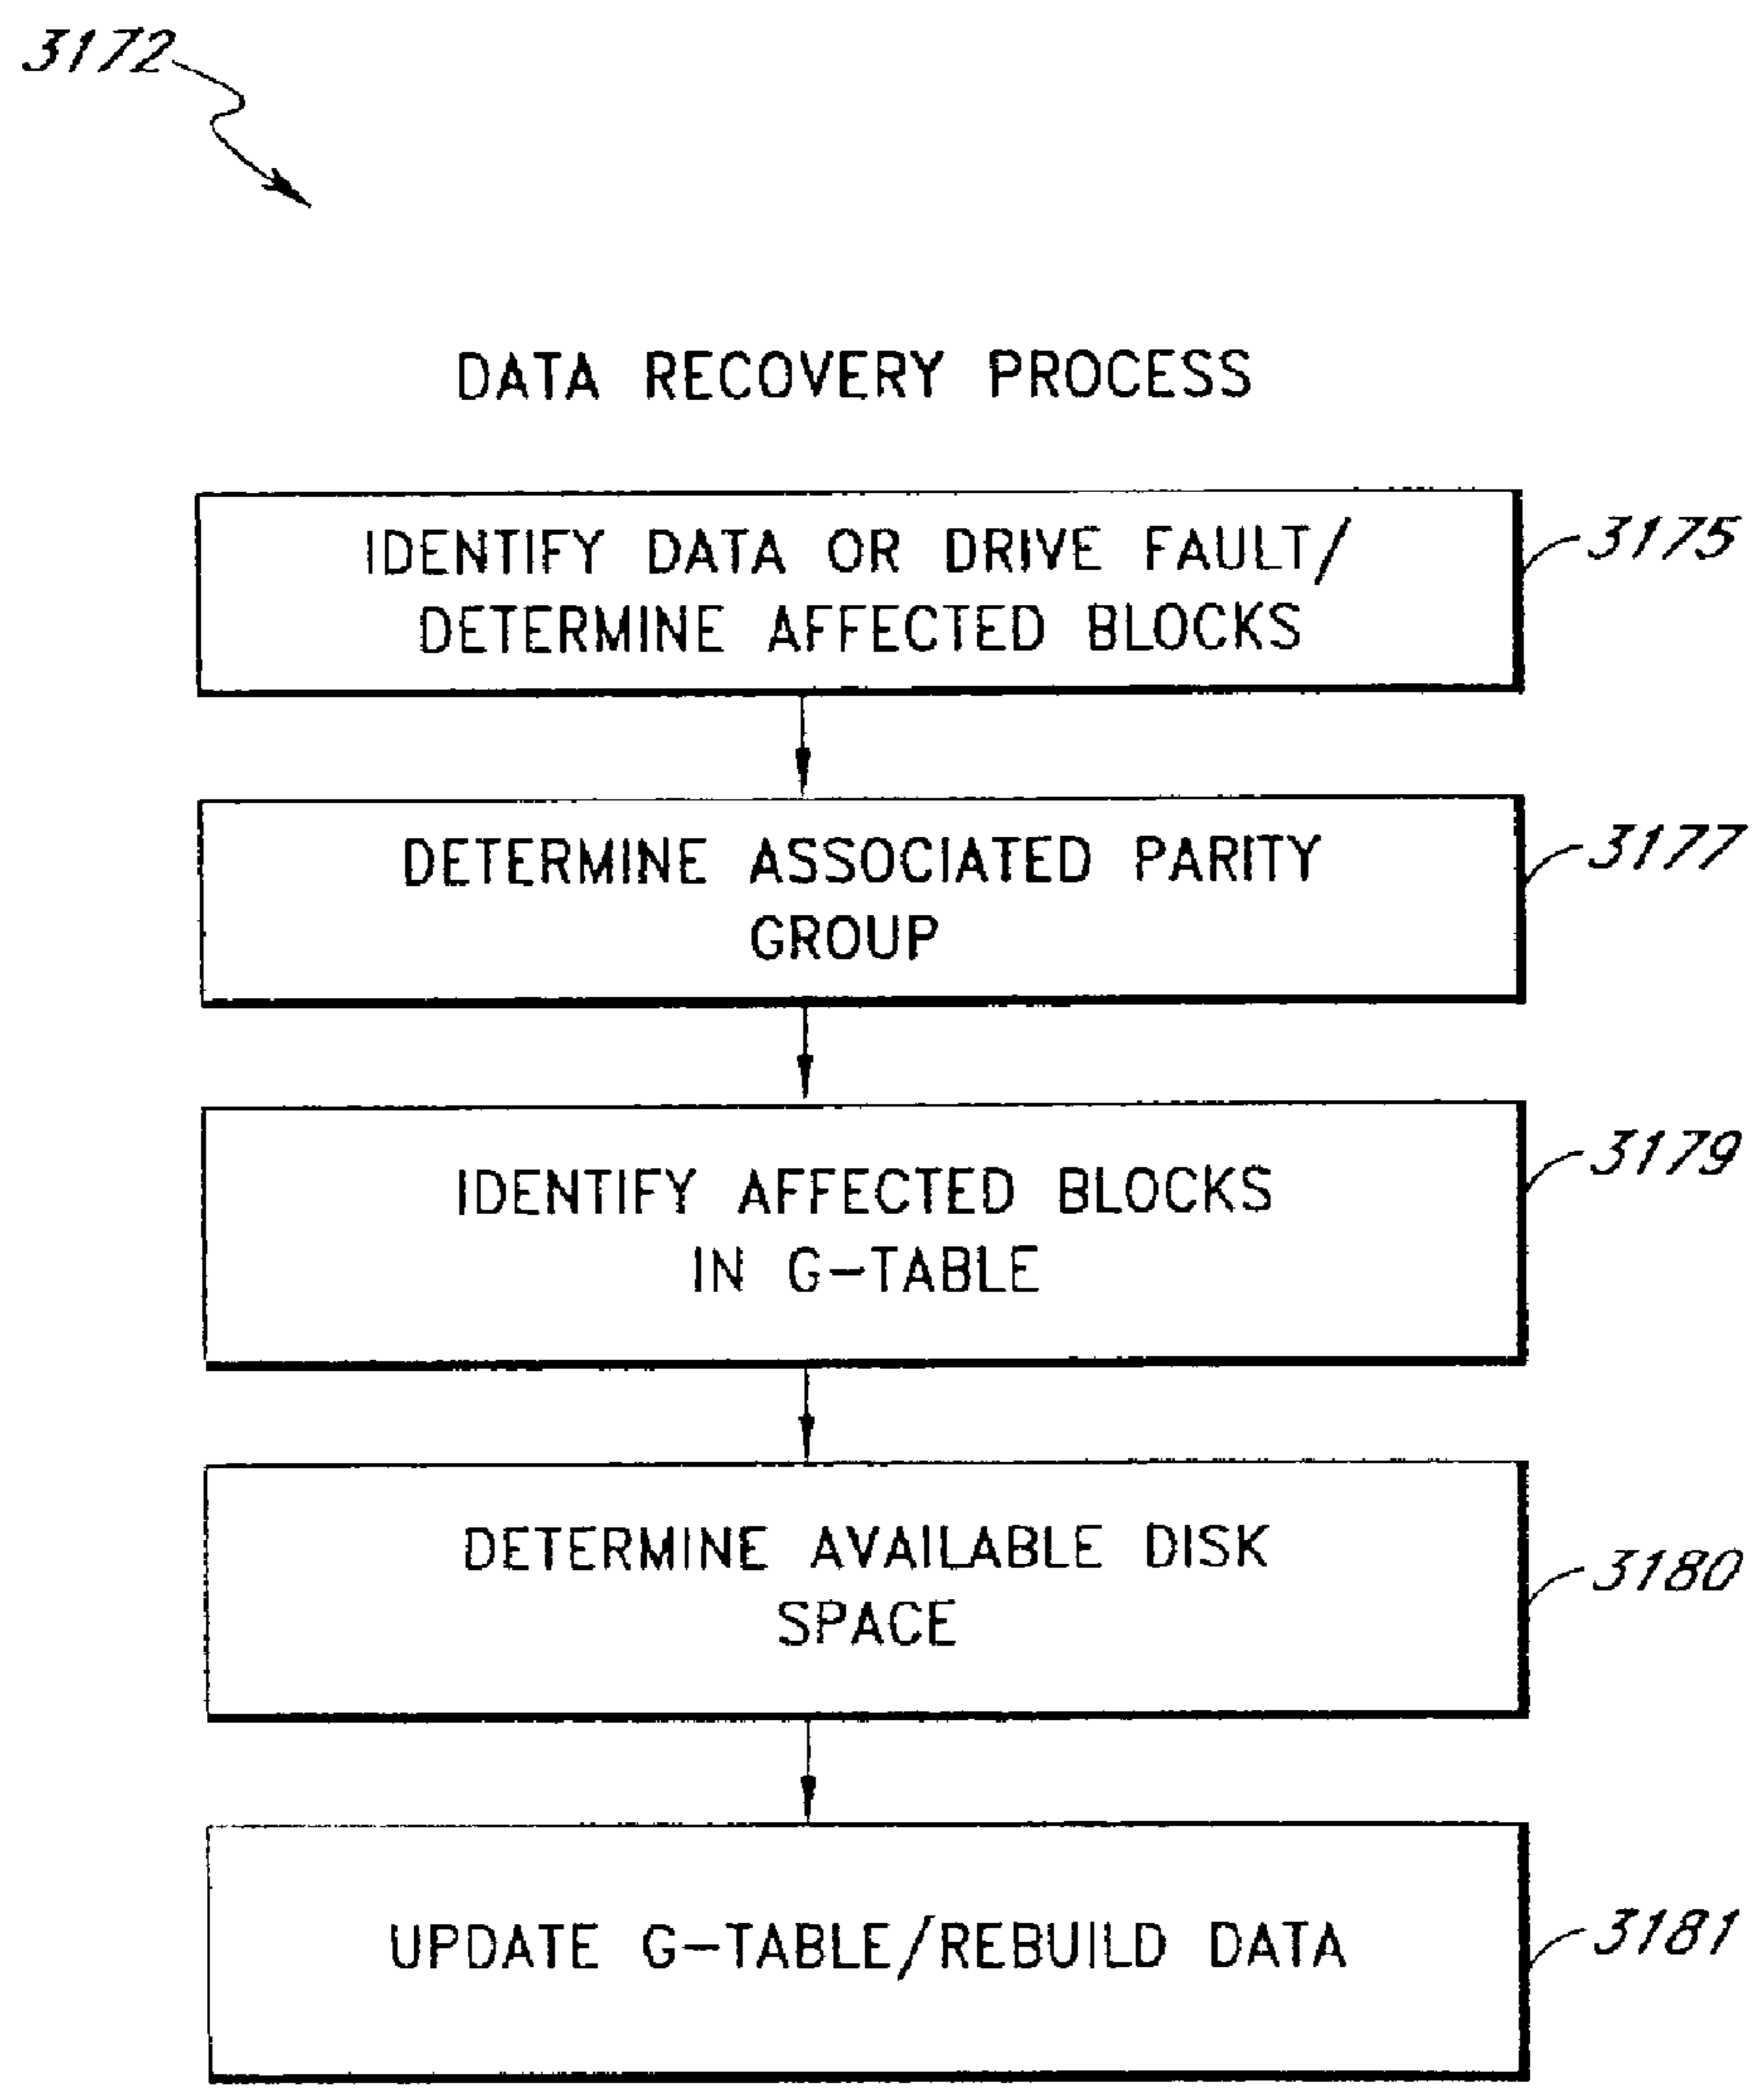 3172
DATA RECOVERY PROCESS
IDENTIFY DATA OR DRIVE FAULT/
DETERMINE AFFECTED BLOCKS
3175
DETERMINE ASSOCIATED PARITY
GROUP
3177
IDENTIFY AFFECTED BLOCKS
IN G-TABLE
3179
DETERMINE AVAILABLE DISK
SPACE
3180
UPDATE G-TABLE/REBUILD DATA
3181